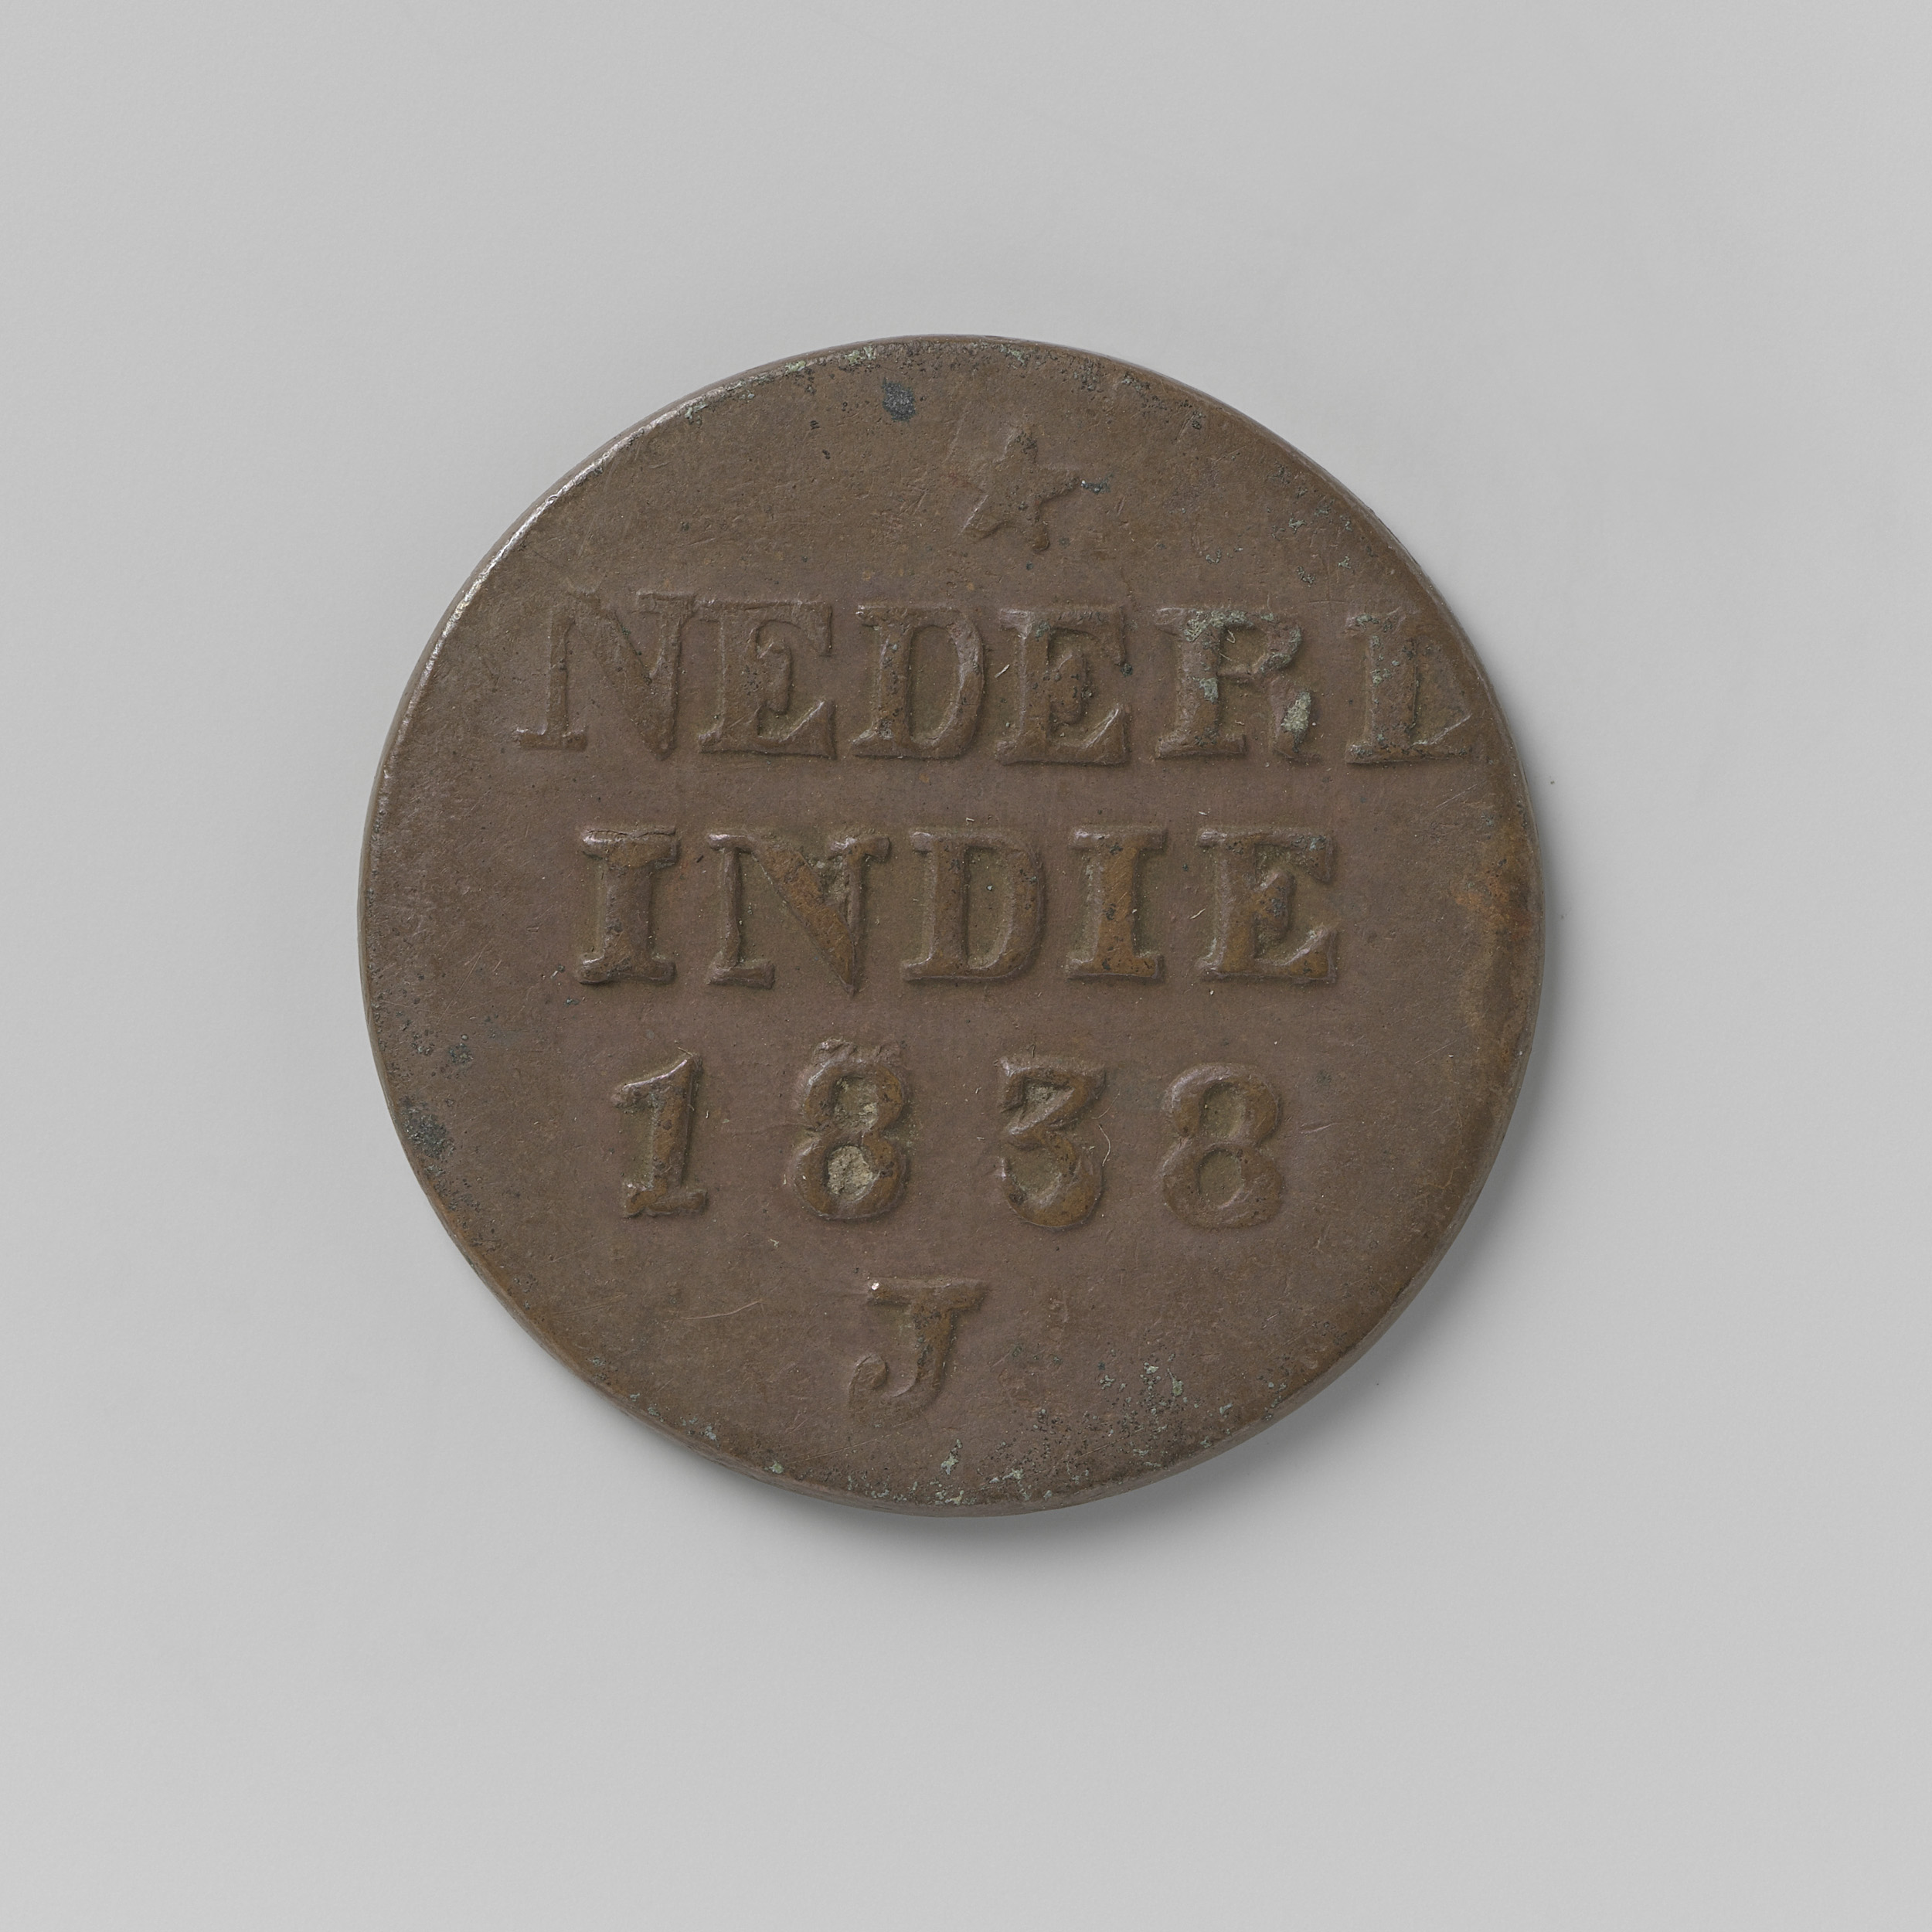 NEDERL
INDIE
1838
J